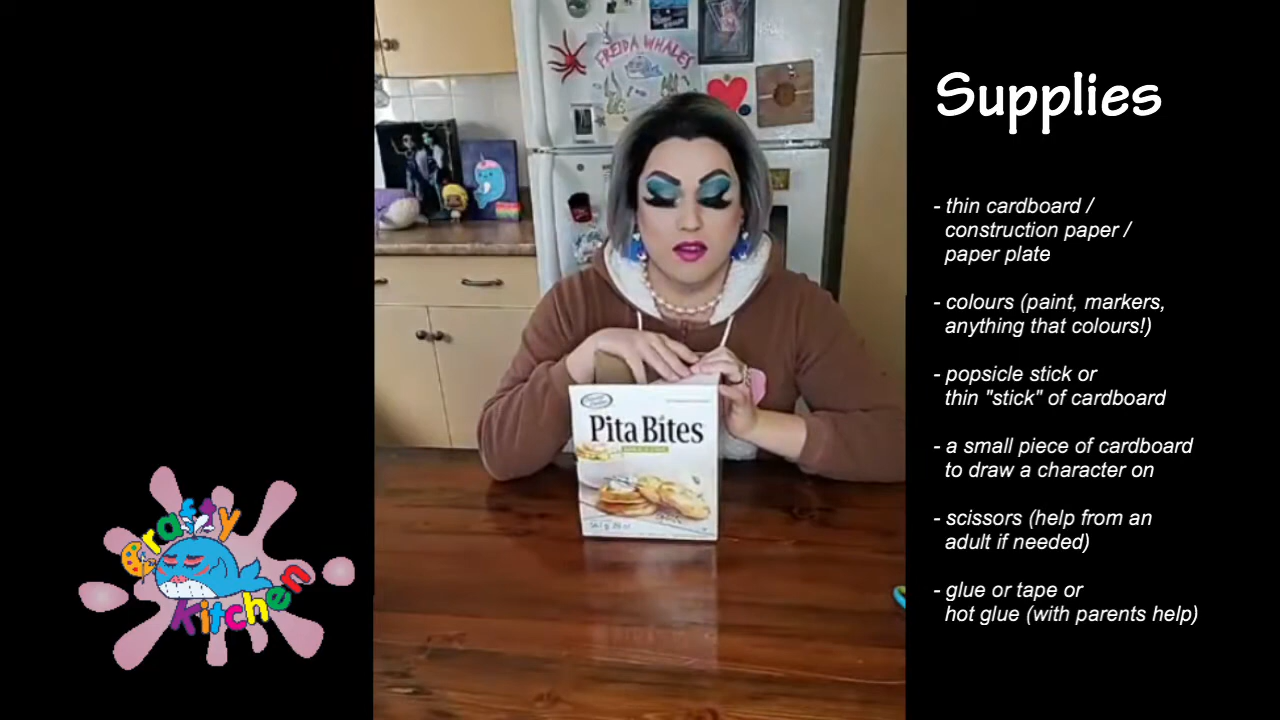 FREIDA WHALES
Supplies
- thin cardboard /
construction paper /
paper plate
- colours (paint, markers,
anything that colours!)
- popsicle stick or
thin "stick" of cardboard
- a small piece of cardboard
to draw a character on
- scissors (help from an
adult if needed)
- glue or tape or
hot glue (with parents help)
Pita Bites
Crafty
Kitchen